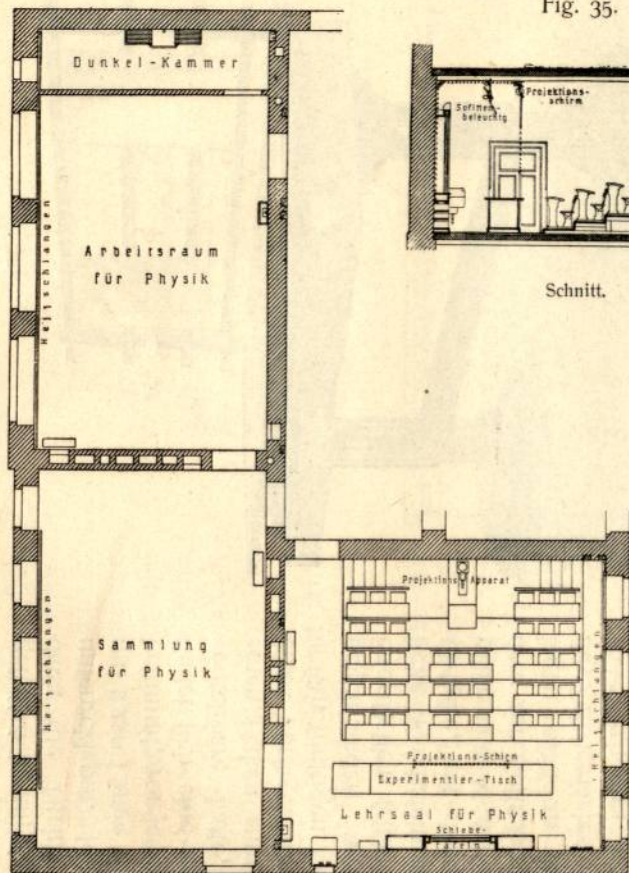 Fig. 35.
Dunkel-Kammer
Projektions-
schirm
Sofitten-
beleuchtg
Heizschlangen
Arbeitsraum
für Physik
Schnitt.
Projektions-Apparat
Heizschlangen
Sammlung
für Physik
Heizschlangen
Projektions-Schirm
Experimentier-Tisch
Lehrsaal für Physik
Schiebe-
tafeln